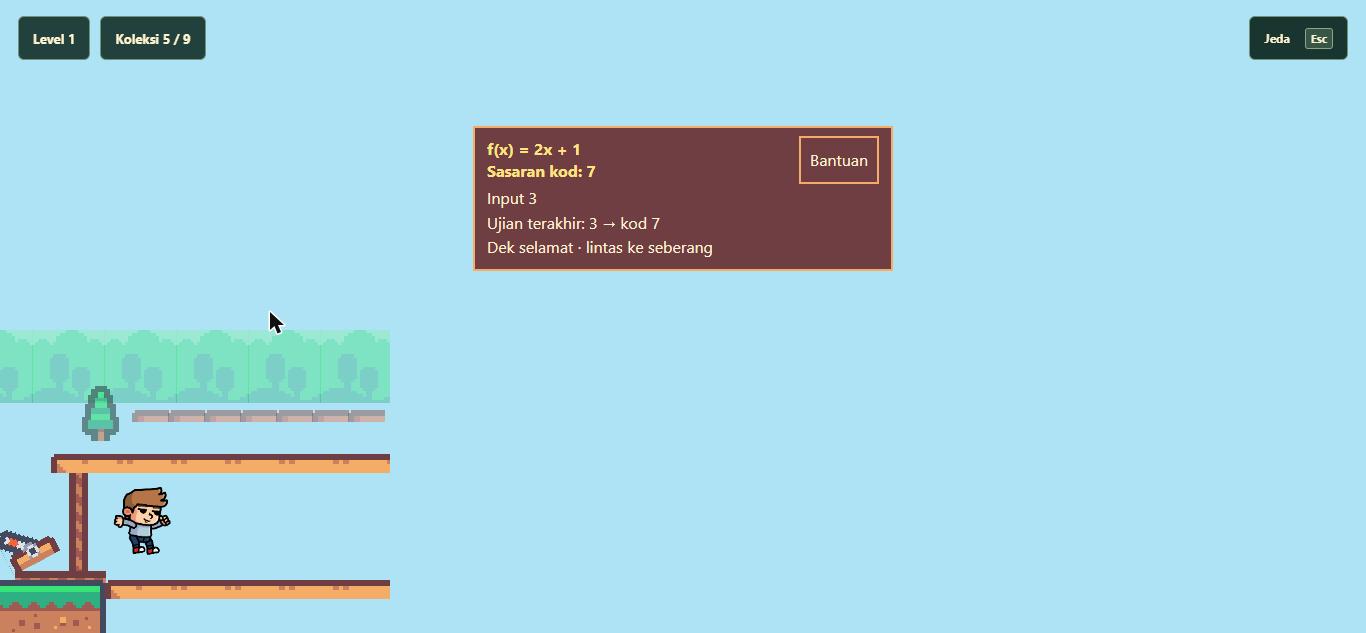 Level 1
Koleksi 5 / 9
Jeda Esc
f(x) = 2x + 1
Sasaran kod: 7
Bantuan
Input 3
Ujian terakhir: 3 → kod 7
Dek selamat · lintas ke seberang